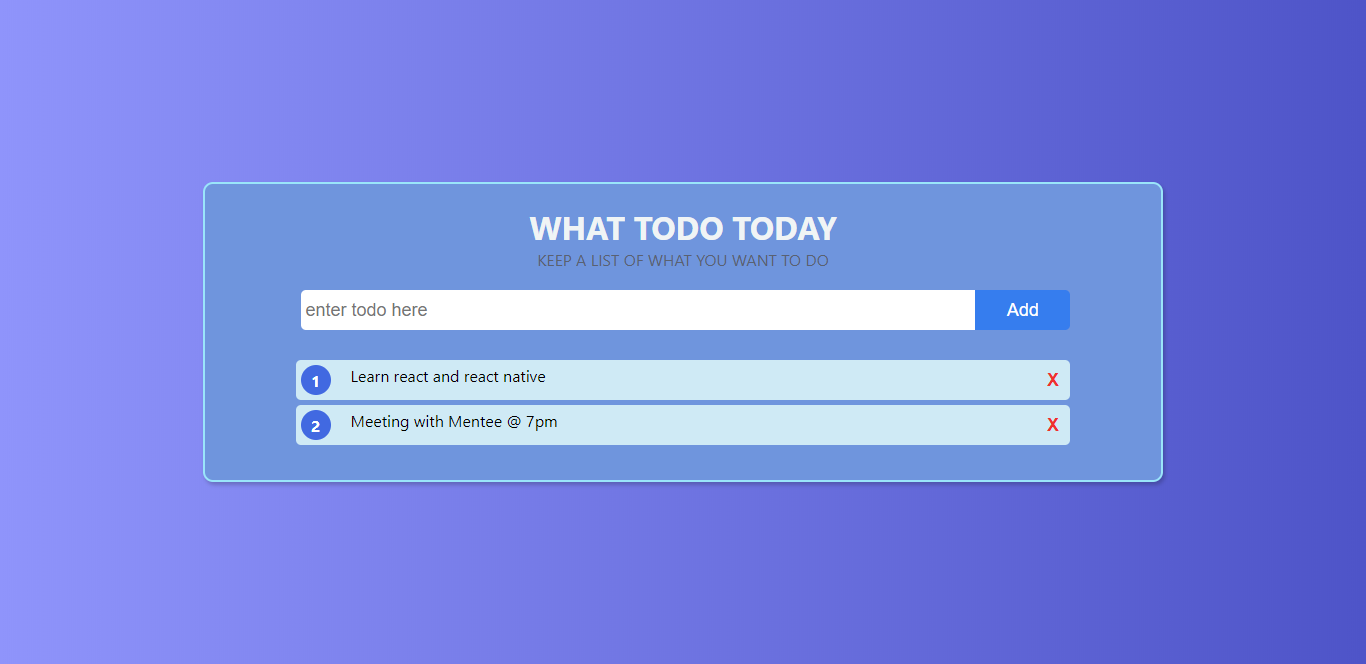 WHAT TODO TODAY
KEEP A LIST OF WHAT YOU WANT TO DO
enter todo here Add
1 Learn react and react native X
2 Meeting with Mentee @ 7pm X